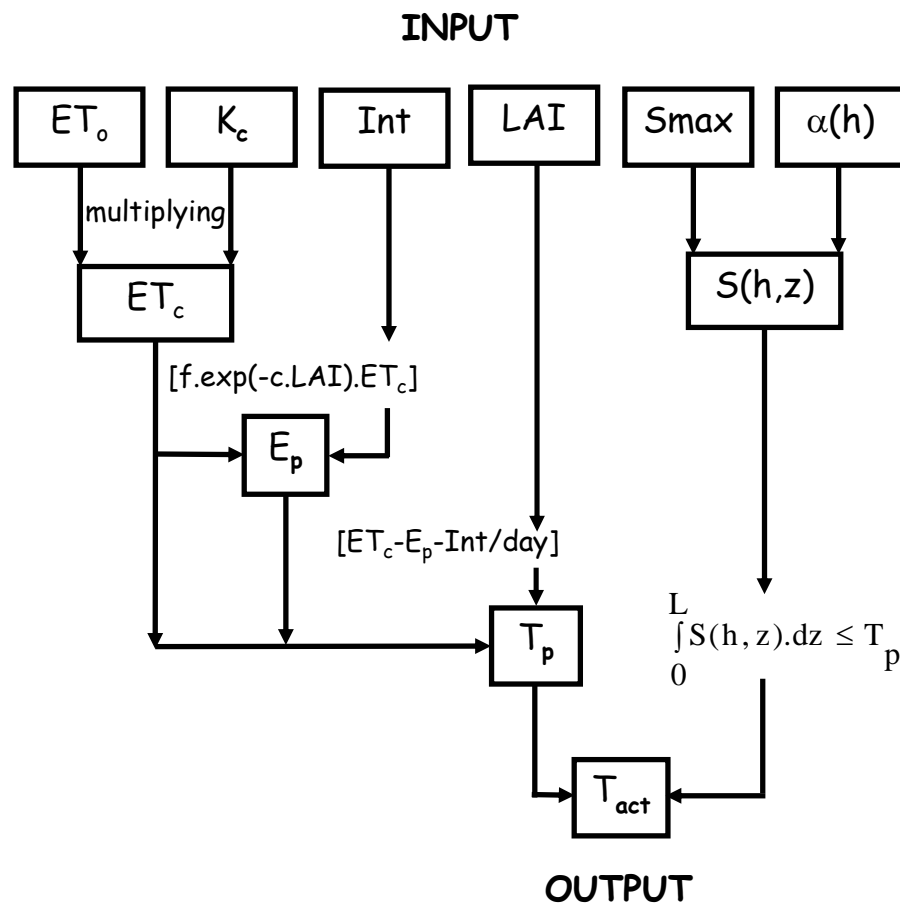 INPUT
ETo Kc Int LAI Smax α(h)
multiplying
ETc S(h,z)
[f.exp(-c.LAI).ETc]
Ep
[ETc-Ep-Int/day]
Tp
∫₀ᴸ S(h,z).dz ≤ Tp
Tact
OUTPUT